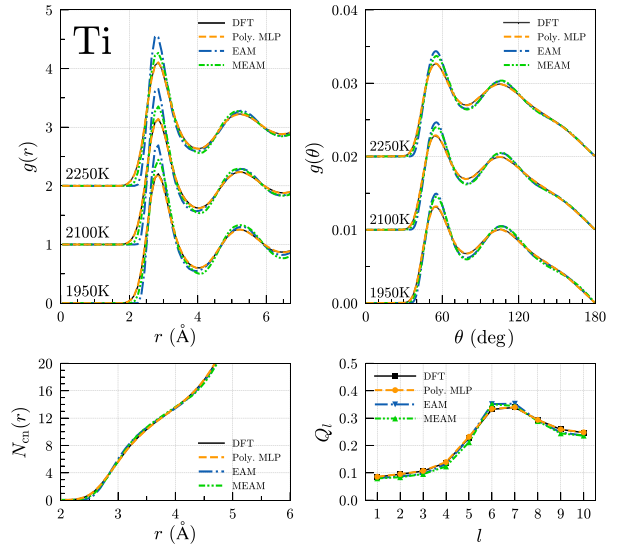 Ti
DFT
Poly. MLP
EAM
MEAM
2250K
2100K
1950K
5
4
3
2
1
0
g(r)
0
2
4
6
r (Å)
DFT
Poly. MLP
EAM
MEAM
2250K
2100K
1950K
0.04
0.03
0.02
0.01
0.00
g(θ)
0
60
120
180
θ (deg)
20
16
12
8
4
0
N_cn(r)
DFT
Poly. MLP
EAM
MEAM
2
3
4
5
6
r (Å)
0.5
0.4
0.3
0.2
0.1
0.0
Q_l
DFT
Poly. MLP
EAM
MEAM
1 2 3 4 5 6 7 8 9 10
l